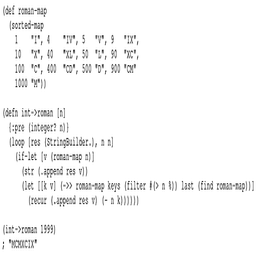 (def roman-map
(sorted-map
1 "I", 4 "IV", 5 "V", 9 "IX",
10 "X", 40 "XL", 50 "L", 90 "XC",
100 "C", 400 "CD", 500 "D", 900 "CM"
1000 "M"))
(defn int->roman [n]
{:pre (integer? n)}
(loop [res (StringBuilder.), n n]
(if-let [v (roman-map n)]
(str (.append res v))
(let [[k v] (->> roman-map keys (filter #(> n %)) last (find roman-map))]
(recur (.append res v) (- n k))))))
(int->roman 1999)
; "MCMXCIX"